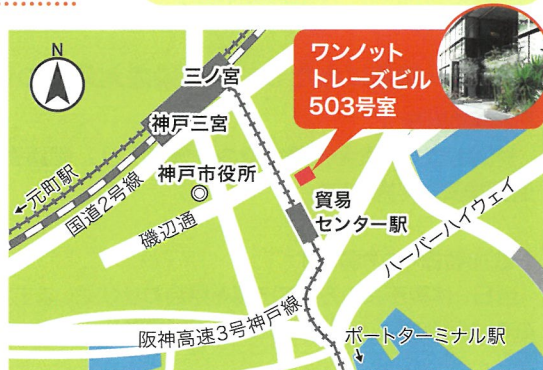 N
ワンノット
トレーズビル
503号室
三ノ宮
神戸三宮
←元町駅
国道2号線
神戸市役所
◎
磯辺通
貿易
センター駅
ハーバーハイウェイ
阪神高速3号神戸線
ポートターミナル駅